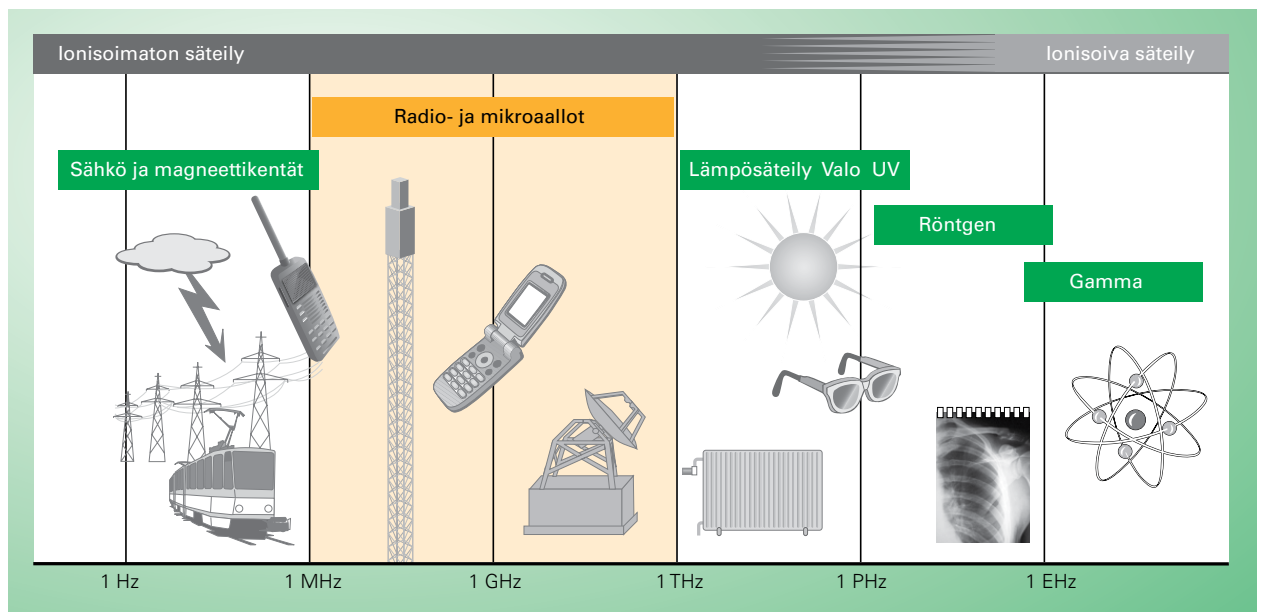 Ionisoimaton säteily
Ionisoiva säteily
Radio- ja mikroaallot
Sähkö ja magneettikentät
Lämpösäteily Valo UV
Röntgen
Gamma
1 Hz
1 MHz
1 GHz
1 THz
1 PHz
1 EHz